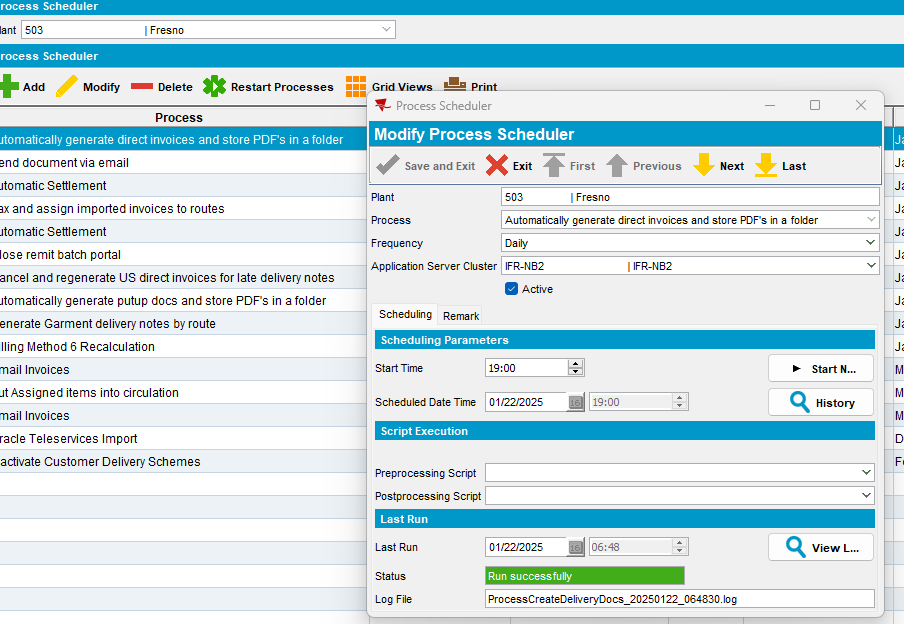 rocess Scheduler
lant 503 | Fresno
rocess Scheduler
Add Modify Delete Restart Processes Grid Views Print
Process
utomatically generate direct invoices and store PDF's in a folder
end document via email
utomatic Settlement
ax and assign imported invoices to routes
utomatic Settlement
lose remit batch portal
ancel and regenerate US direct invoices for late delivery notes
utomatically generate putup docs and store PDF's in a folder
enerate Garment delivery notes by route
illing Method 6 Recalculation
mail Invoices
ut Assigned items into circulation
mail Invoices
racle Teleservices Import
activate Customer Delivery Schemes
Process Scheduler
Modify Process Scheduler
Save and Exit Exit First Previous Next Last
Plant 503 | Fresno
Process Automatically generate direct invoices and store PDF's in a folder
Frequency Daily
Application Server Cluster IFR-NB2 | IFR-NB2
Active
Scheduling Remark
Scheduling Parameters
Start Time 19:00 Start N...
Scheduled Date Time 01/22/2025 16 19:00 History
Script Execution
Preprocessing Script
Postprocessing Script
Last Run
Last Run 01/22/2025 16 06:48 View L...
Status Run successfully
Log File ProcessCreateDeliveryDocs_20250122_064830.log
Ja
Ja
Ja
Ja
Ja
Ja
Ja
Ja
Ja
Ja
M
M
M
D
Fe